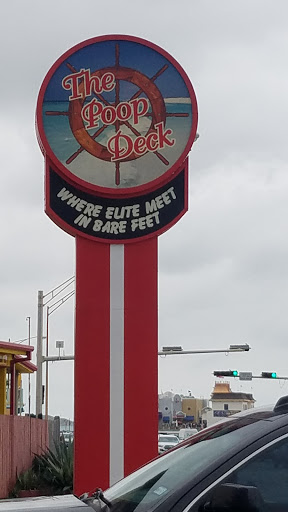 The
Poop
Deck
WHERE ELITE MEET
IN BARE FEET